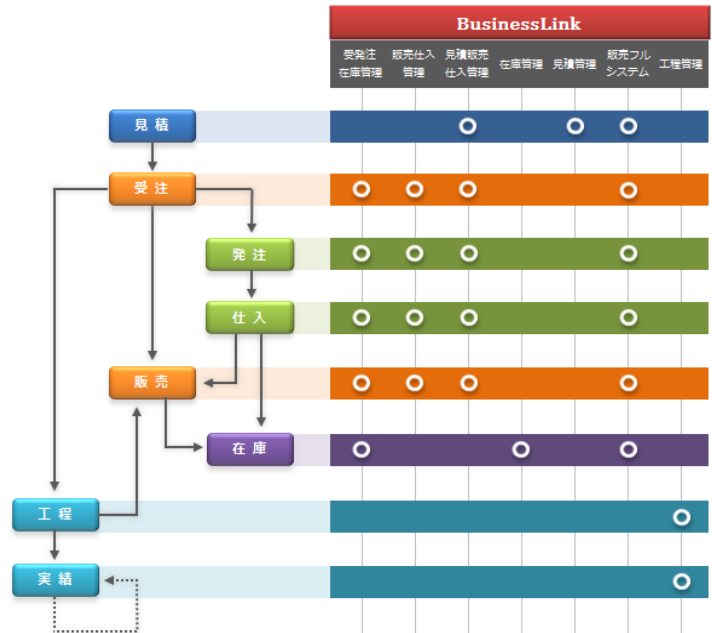 BusinessLink
受発注
在庫管理
販売仕入
管理
見積販売
仕入管理
在庫管理
見積管理
販売フル
システム
工程管理
見積
受注
発注
仕入
販売
在庫
工程
実績